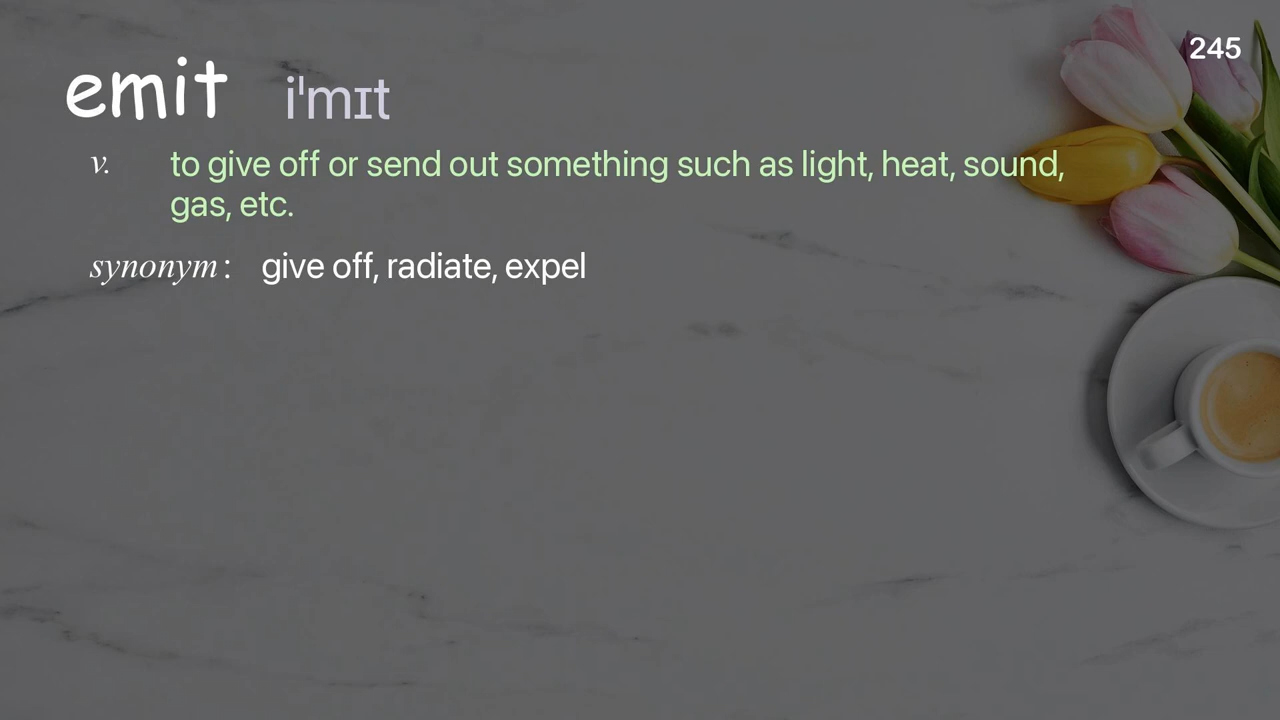 245
emit iˈmɪt
v. to give off or send out something such as light, heat, sound,
gas, etc.
synonym : give off, radiate, expel